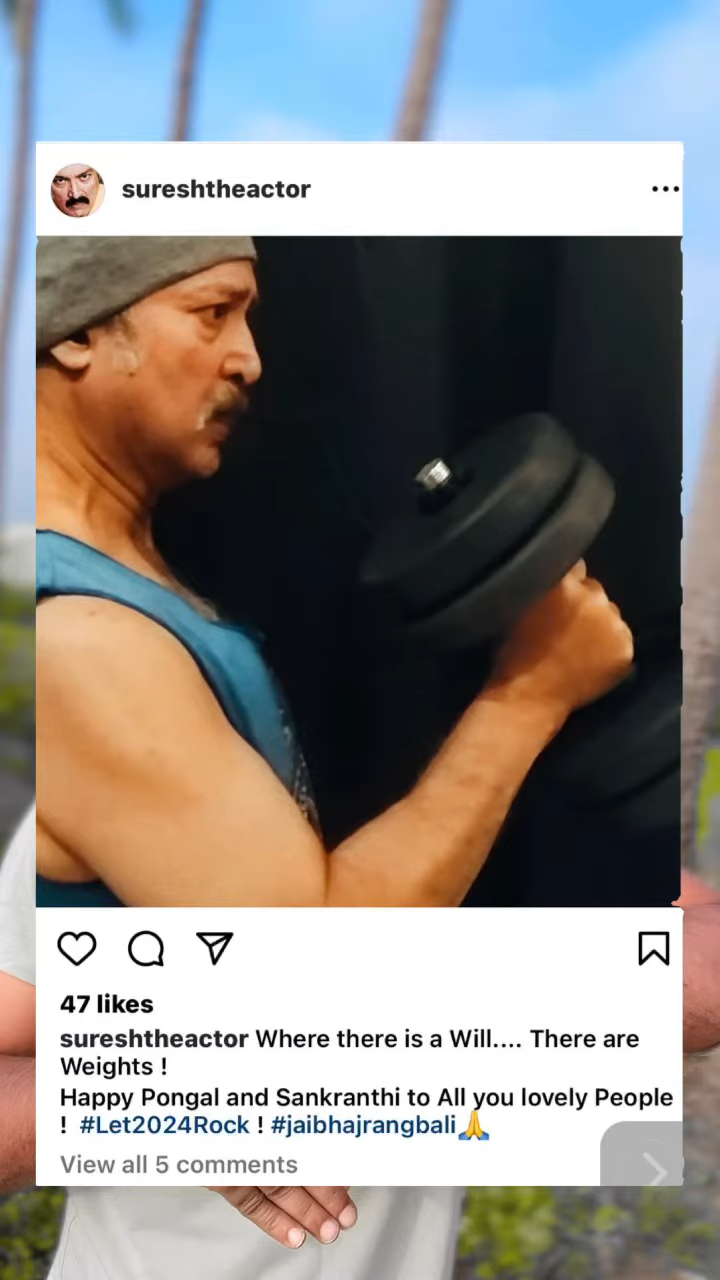 sureshtheactor
47 likes
sureshtheactor Where there is a Will.... There are
Weights !
Happy Pongal and Sankranthi to All you lovely People
! #Let2024Rock ! #jaibhajrangbali🙏
View all 5 comments